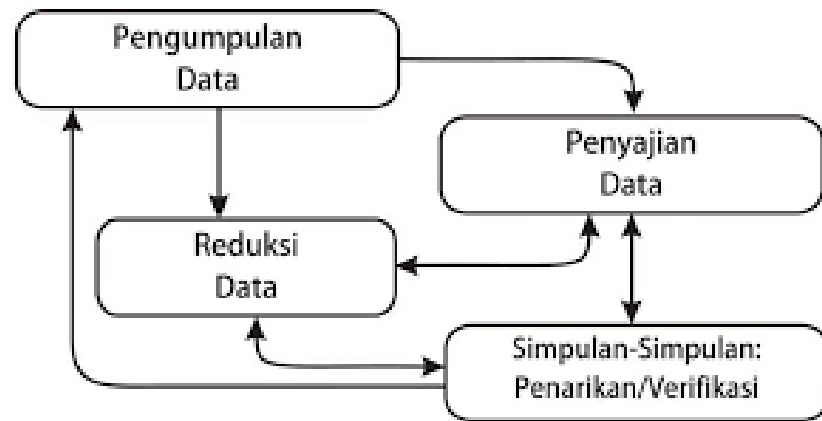 Pengumpulan
Data
Penyajian
Data
Reduksi
Data
Simpulan-Simpulan:
Penarikan/Verifikasi